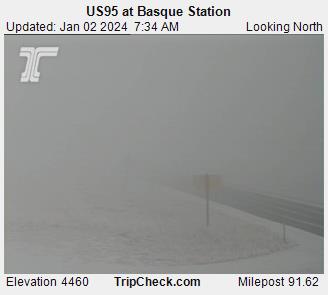 US95 at Basque Station
Updated: Jan 02 2024 7:34 AM Looking North
Elevation 4460 TripCheck.com Milepost 91.62